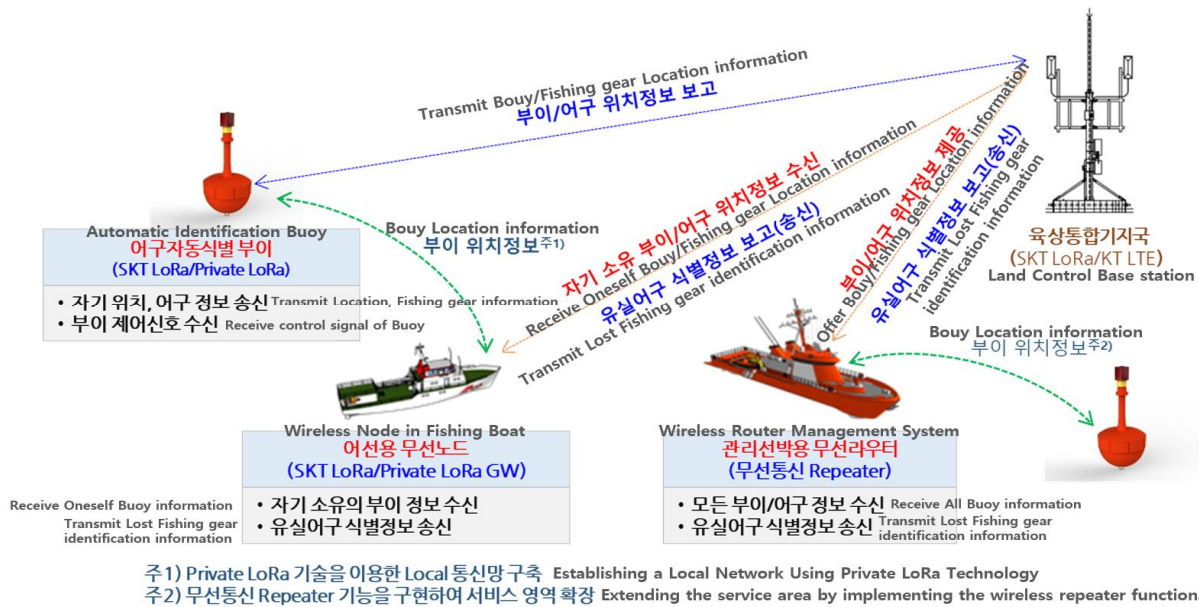 Transmit Bouy/Fishing gear Location information
부이/어구 위치정보 보고
Automatic Identification Buoy
어구자동식별 부이
(SKT LoRa/Private LoRa)
• 자기 위치, 어구 정보 송신 Transmit Location, Fishing gear information
• 부이 제어신호 수신 Receive control signal of Buoy
Bouy Location information
부이 위치정보주1)
자기 소유 부이/어구 위치정보 수신
Receive Oneself Bouy/Fishing gear Location information
유실어구 식별정보 보고(송신)
Transmit Lost Fishing gear identification information
부이/어구 위치정보 제공
Offer Bouy/Fishing gear Location information
유실어구 식별정보 보고(송신)
Transmit Lost Fishing gear
identification information
육상통합기지국
(SKT LoRa/KT LTE)
Land Control Base station
Bouy Location information
부이 위치정보주2)
Wireless Node in Fishing Boat
어선용 무선노드
(SKT LoRa/Private LoRa GW)
Receive Oneself Buoy information
• 자기 소유의 부이 정보 수신
Transmit Lost Fishing gear
identification information
• 유실어구 식별정보 송신
Wireless Router Management System
관리선박용 무선라우터
(무선통신 Repeater)
• 모든 부이/어구 정보 수신 Receive All Buoy information
• 유실어구 식별정보 송신 Transmit Lost Fishing gear
identification information
주1) Private LoRa 기술을 이용한 Local 통신망 구축 Establishing a Local Network Using Private LoRa Technology
주2) 무선통신 Repeater 기능을 구현하여 서비스 영역 확장 Extending the service area by implementing the wireless repeater function